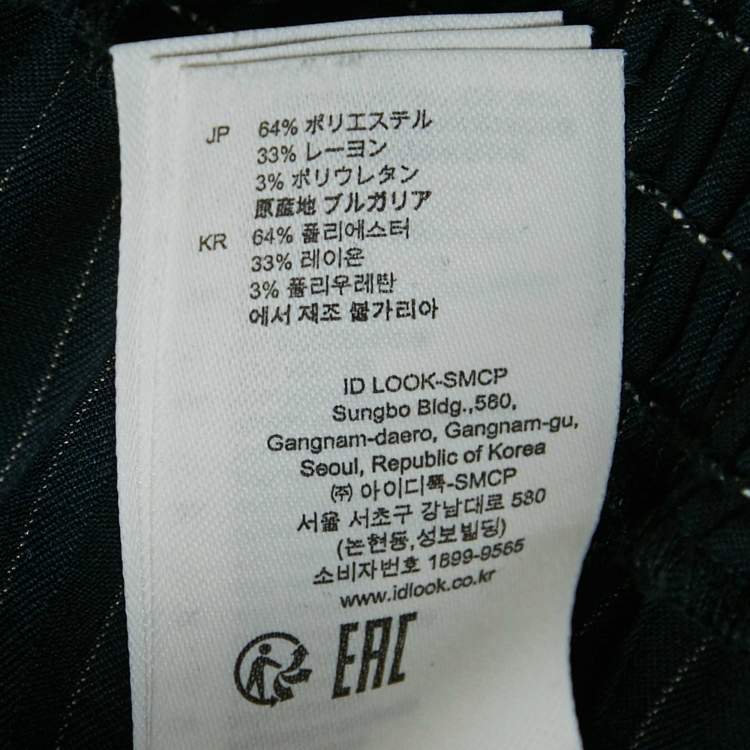 JP 64% ポリエステル
33% レーヨン
3% ポリウレタン
原産地 ブルガリア
KR 64% 폴리에스터
33% 레이온
3% 폴리우레탄
에서 제조 불가리아
ID LOOK-SMCP
Sungbo Bldg.,580,
Gangnam-daero, Gangnam-gu,
Seoul, Republic of Korea
㈜ 아이디룩-SMCP
서울 서초구 강남대로 580
(논현동,성보빌딩)
소비자번호 1899-9565
www.idlook.co.kr
EAC